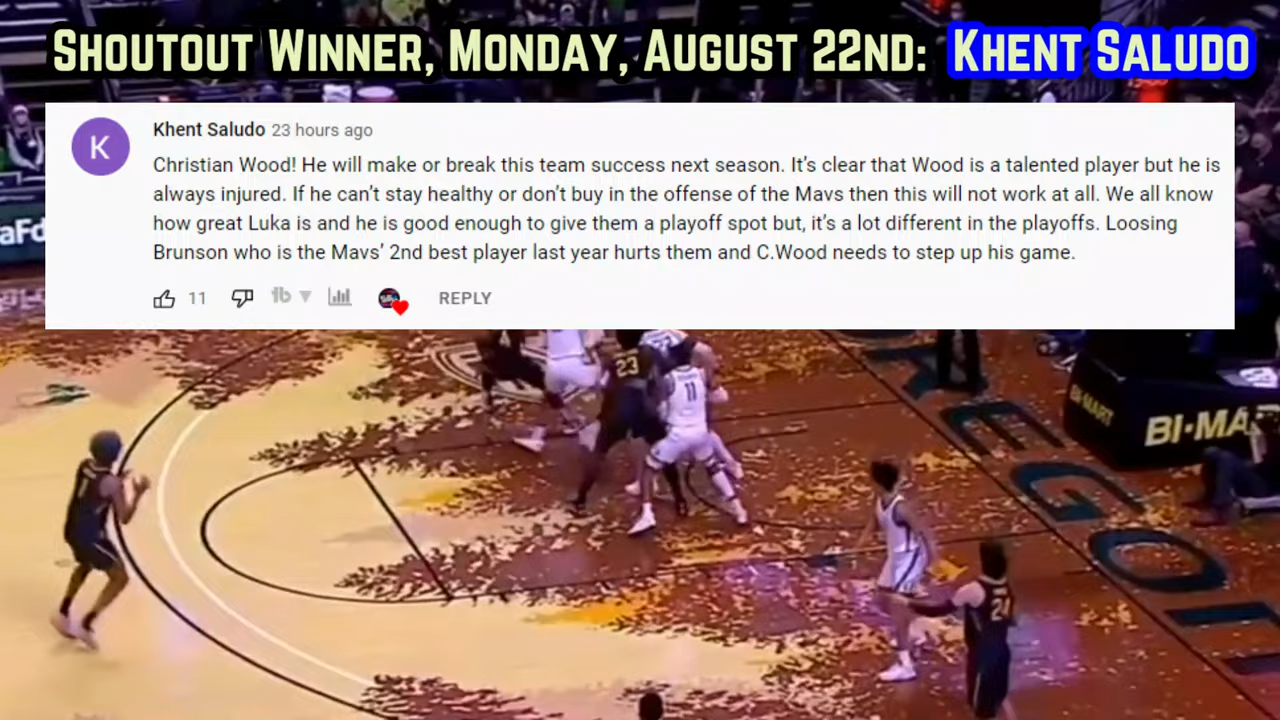 Shoutout Winner, Monday, August 22nd: Khent Saludo
K
Khent Saludo 23 hours ago
Christian Wood! He will make or break this team success next season. It’s clear that Wood is a talented player but he is
always injured. If he can’t stay healthy or don’t buy in the offense of the Mavs then this will not work at all. We all know
how great Luka is and he is good enough to give them a playoff spot but, it’s a lot different in the playoffs. Loosing
Brunson who is the Mavs’ 2nd best player last year hurts them and C.Wood needs to step up his game.
11 tb REPLY
23
11
BI-MART
BI-MA
24